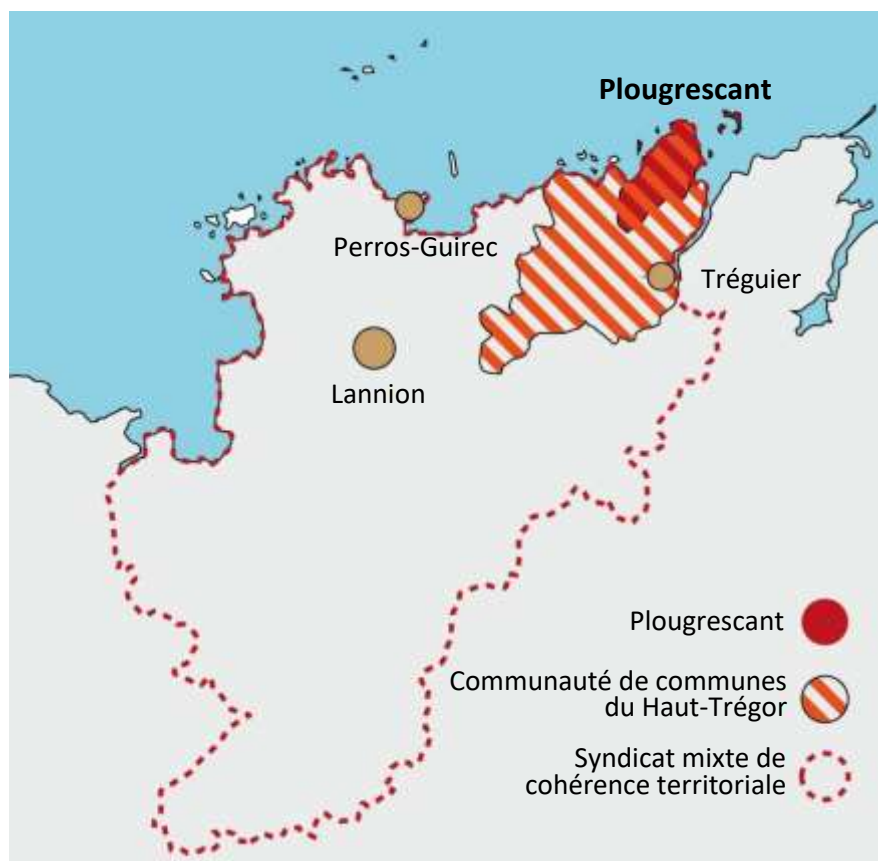 Plougrescant
Perros-Guirec
Tréguier
Lannion
Plougrescant
Communauté de communes
du Haut-Trégor
Syndicat mixte de
cohérence territoriale